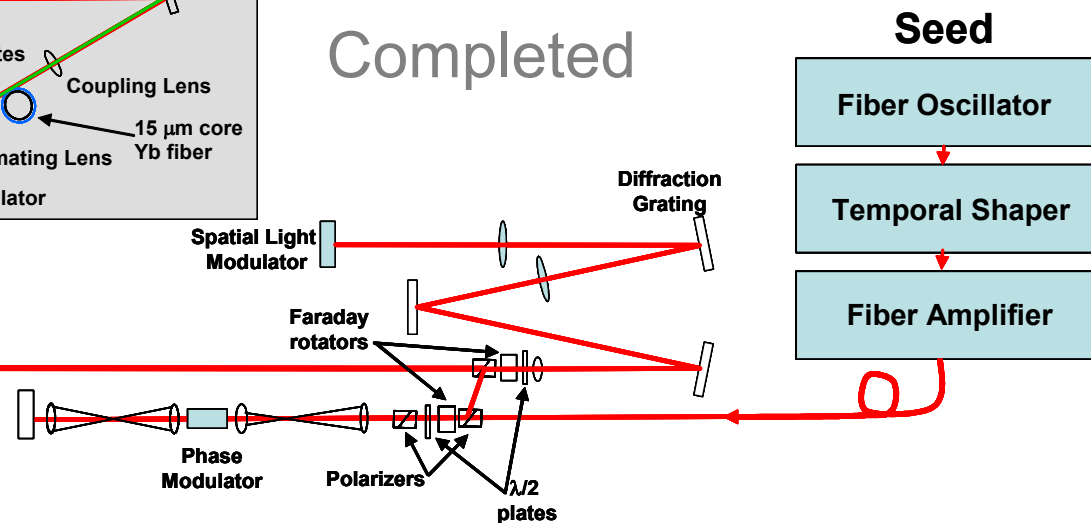 Completed
Seed
Fiber Oscillator
Temporal Shaper
Fiber Amplifier
Coupling Lens
15 μm core
Yb fiber
Diffraction
Grating
Spatial Light
Modulator
Faraday
rotators
Phase
Modulator
Polarizers
λ/2
plates